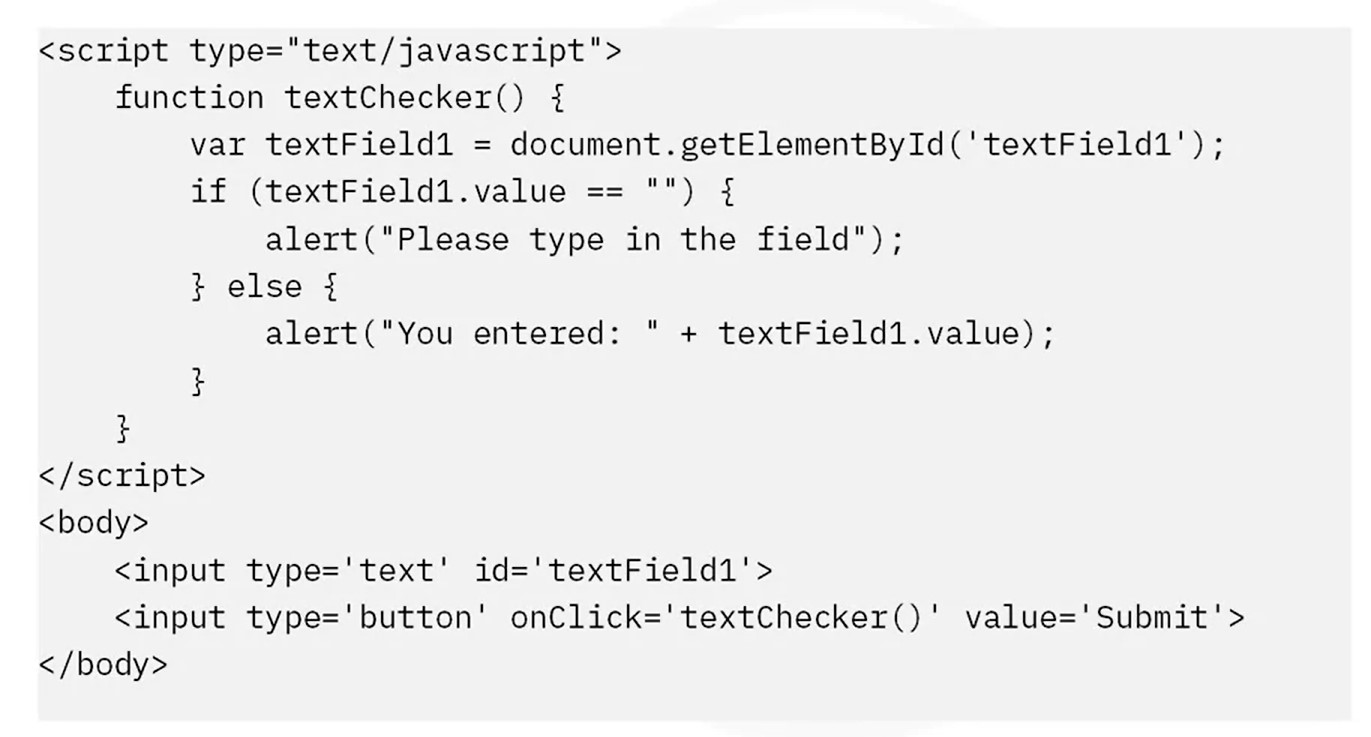 <script type="text/javascript">
    function textChecker() {
        var textField1 = document.getElementById('textField1');
        if (textField1.value == "") {
            alert("Please type in the field");
        } else {
            alert("You entered: " + textField1.value);
        }
    }
</script>
<body>
    <input type='text' id='textField1'>
    <input type='button' onClick='textChecker()' value='Submit'>
</body>